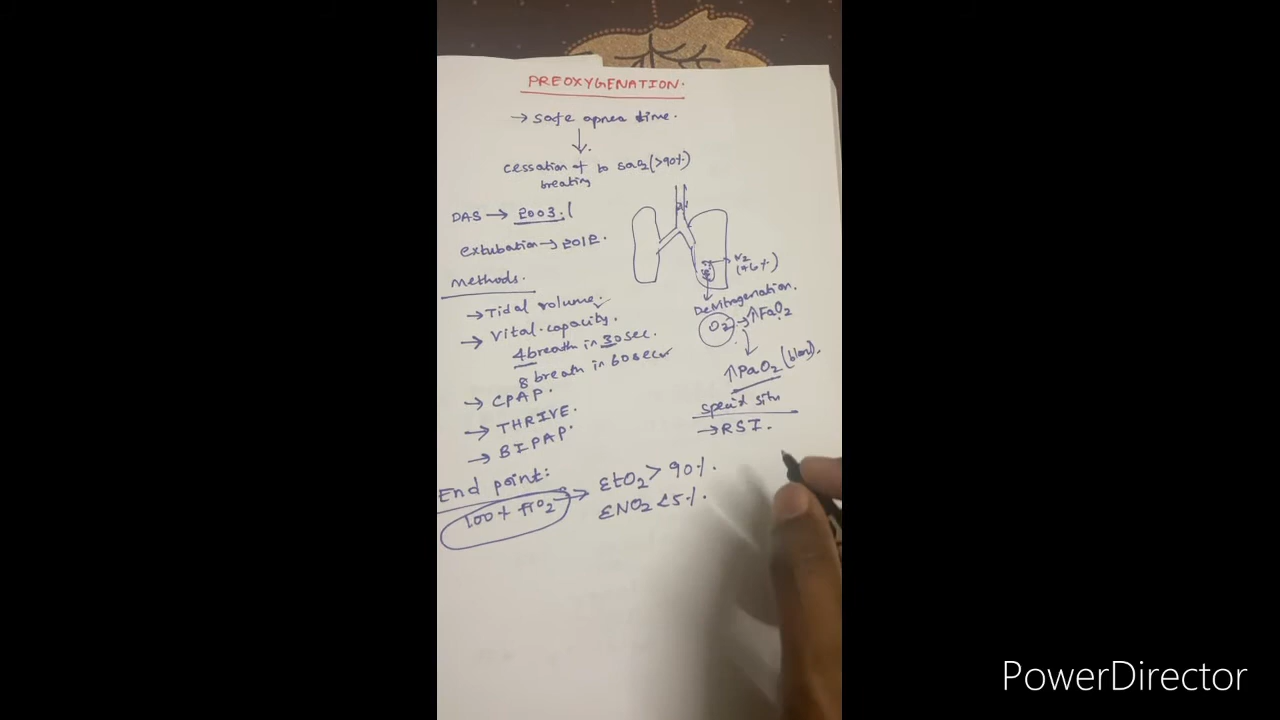 PREOXYGENATION.
→ safe apnea time.
cessation of to SaO2 (>90%)
breating
DAS → 2003.
extubation → 2012.
methods.
→ Tidal volume.
→ Vital capacity.
4 breath in 30 sec.
8 breath in 60 sec
→ CPAP.
→ THRIVE.
→ BIPAP.
End point:
100% FiO2 → EtO2 > 90%.
ENO2 < 5%.
N2
DeNitrogenation.
O2 → ↑FaO2
↑PaO2 (blood).
→ RSI.
PowerDirector